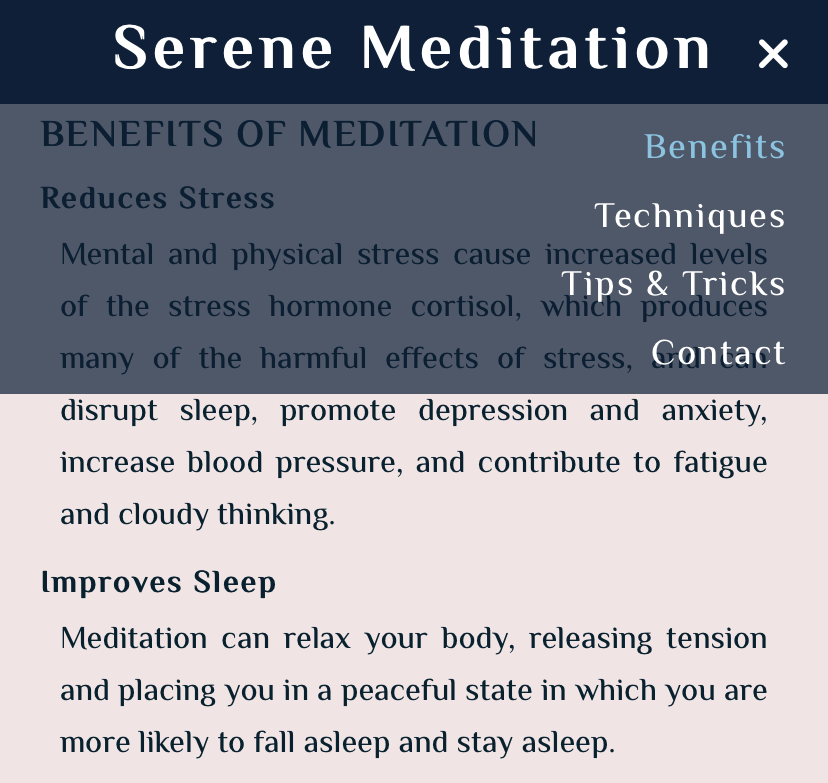 Serene Meditation ×
BENEFITS OF MEDITATION
Benefits
Reduces Stress
Techniques
Mental and physical stress cause increased levels
Tips & Tricks
of the stress hormone cortisol, which produces
Contact
many of the harmful effects of stress, and can
disrupt sleep, promote depression and anxiety,
increase blood pressure, and contribute to fatigue
and cloudy thinking.
Improves Sleep
Meditation can relax your body, releasing tension
and placing you in a peaceful state in which you are
more likely to fall asleep and stay asleep.